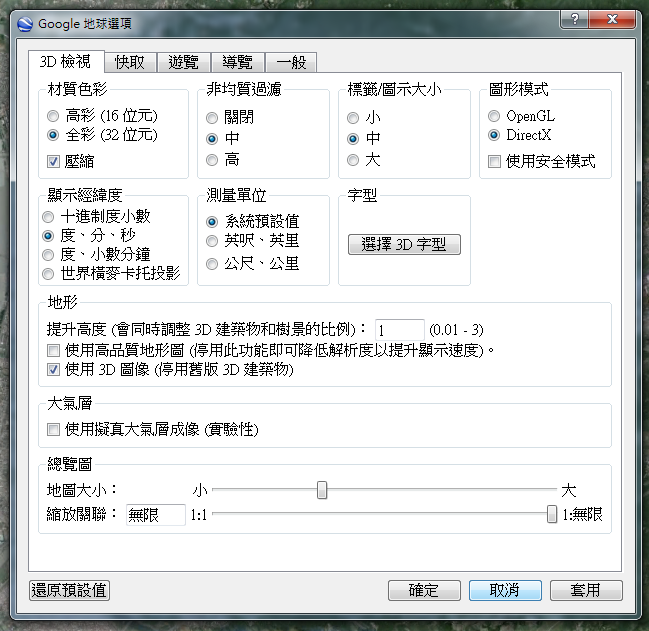 Google 地球選項
3D 檢視 快取 遊覽 導覽 一般
材質色彩
高彩 (16 位元)
全彩 (32 位元)
壓縮
非均質過濾
關閉
中
高
標籤/圖示大小
小
中
大
圖形模式
OpenGL
DirectX
使用安全模式
顯示經緯度
十進制度小數
度、分、秒
度、小數分鐘
世界橫麥卡托投影
測量單位
系統預設值
英呎、英里
公尺、公里
字型
選擇 3D 字型
地形
提升高度 (會同時調整 3D 建築物和樹景的比例)： 1 (0.01 - 3)
使用高品質地形圖 (停用此功能即可降低解析度以提升顯示速度)。
使用 3D 圖像 (停用舊版 3D 建築物)
大氣層
使用擬真大氣層成像 (實驗性)
總覽圖
地圖大小： 小 大
縮放關聯： 無限 1:1 1:無限
還原預設值 確定 取消 套用